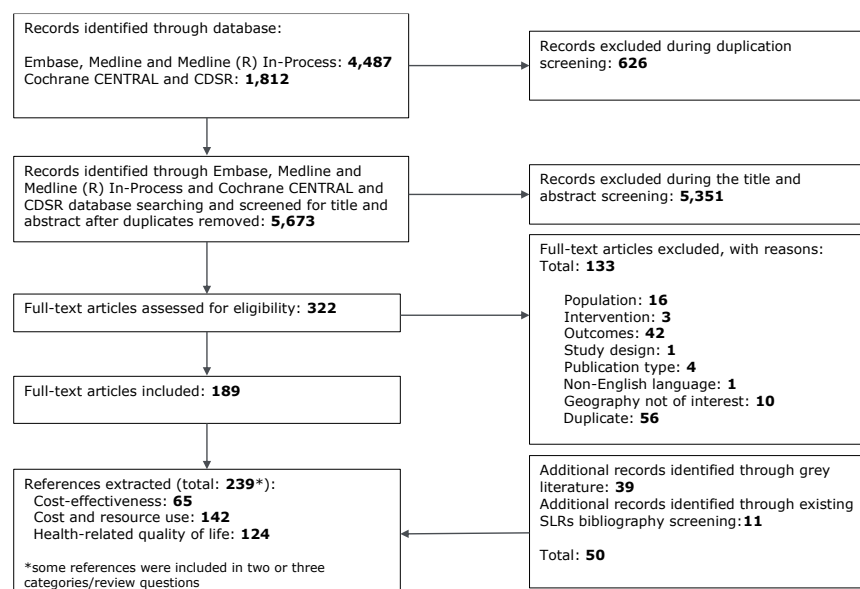 Records identified through database:
Embase, Medline and Medline (R) In-Process: 4,487
Cochrane CENTRAL and CDSR: 1,812
Records excluded during duplication
screening: 626
Records identified through Embase, Medline and
Medline (R) In-Process and Cochrane CENTRAL and
CDSR database searching and screened for title and
abstract after duplicates removed: 5,673
Records excluded during the title and
abstract screening: 5,351
Full-text articles assessed for eligibility: 322
Full-text articles excluded, with reasons:
Total: 133
Population: 16
Intervention: 3
Outcomes: 42
Study design: 1
Publication type: 4
Non-English language: 1
Geography not of interest: 10
Duplicate: 56
Full-text articles included: 189
References extracted (total: 239*):
Cost-effectiveness: 65
Cost and resource use: 142
Health-related quality of life: 124
*some references were included in two or three
categories/review questions
Additional records identified through grey
literature: 39
Additional records identified through existing
SLRs bibliography screening:11
Total: 50